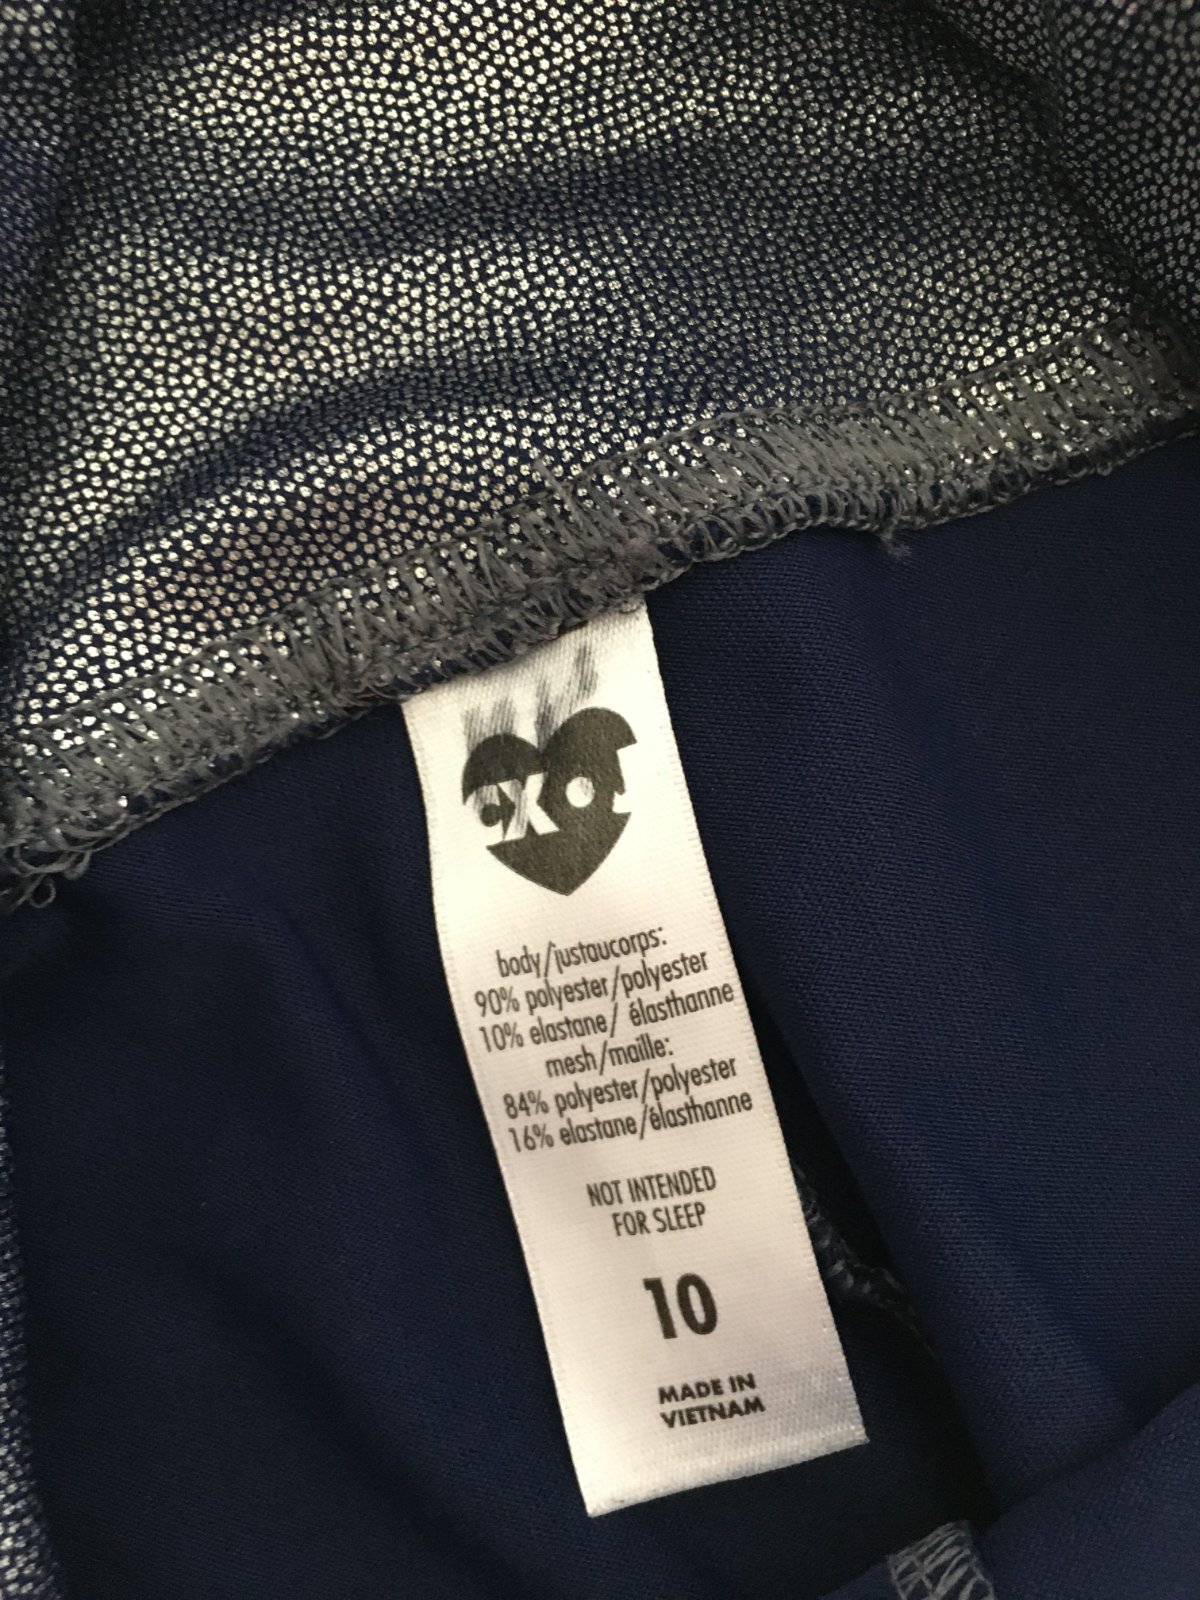 body/justaucorps:
90% polyester/polyester
10% elastane/ élasthanne
mesh/maille:
84% polyester/polyester
16% elastane/élasthanne
NOT INTENDED
FOR SLEEP
10
MADE IN
VIETNAM